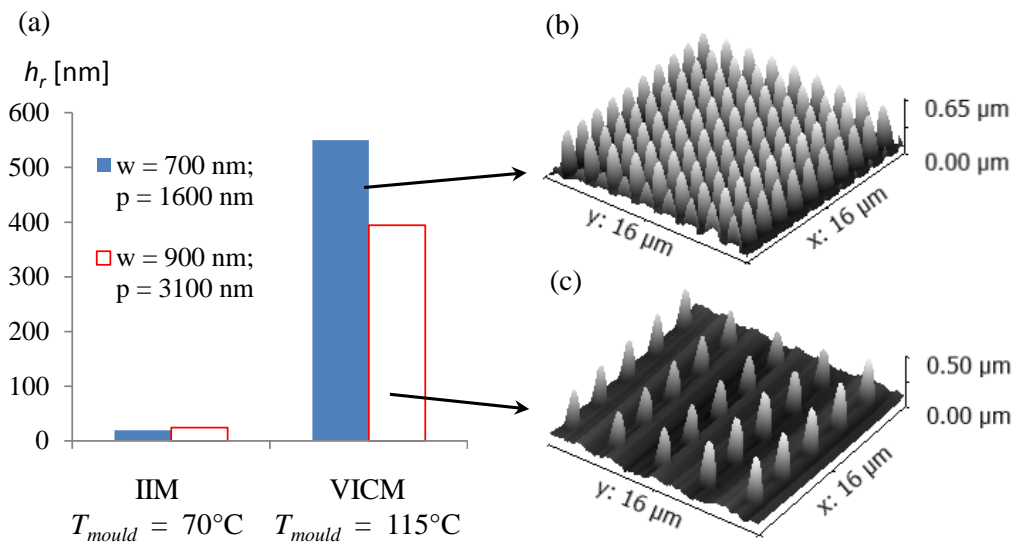 (a)
h_r [nm]
600
500
400
300
200
100
0
w = 700 nm;
p = 1600 nm
w = 900 nm;
p = 3100 nm
IIM
T_mould = 70°C
VICM
T_mould = 115°C
(b)
0.65 µm
0.00 µm
y: 16 µm
x: 16 µm
(c)
0.50 µm
0.00 µm
y: 16 µm
x: 16 µm